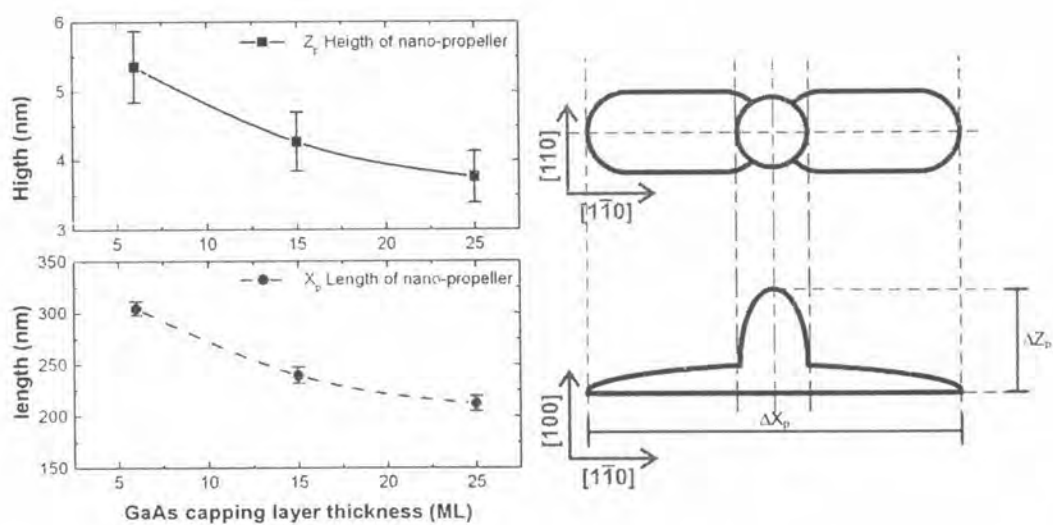 6
5
4
3
Higth (nm)
Z_p Heigth of nano-propeller
5 10 15 20 25
350
300
250
200
150
length (nm)
X_p Length of nano-propeller
5 10 15 20 25
GaAs capping layer thickness (ML)
[110]
[11̄0]
[100]
[11̄0]
ΔX_p
ΔZ_p